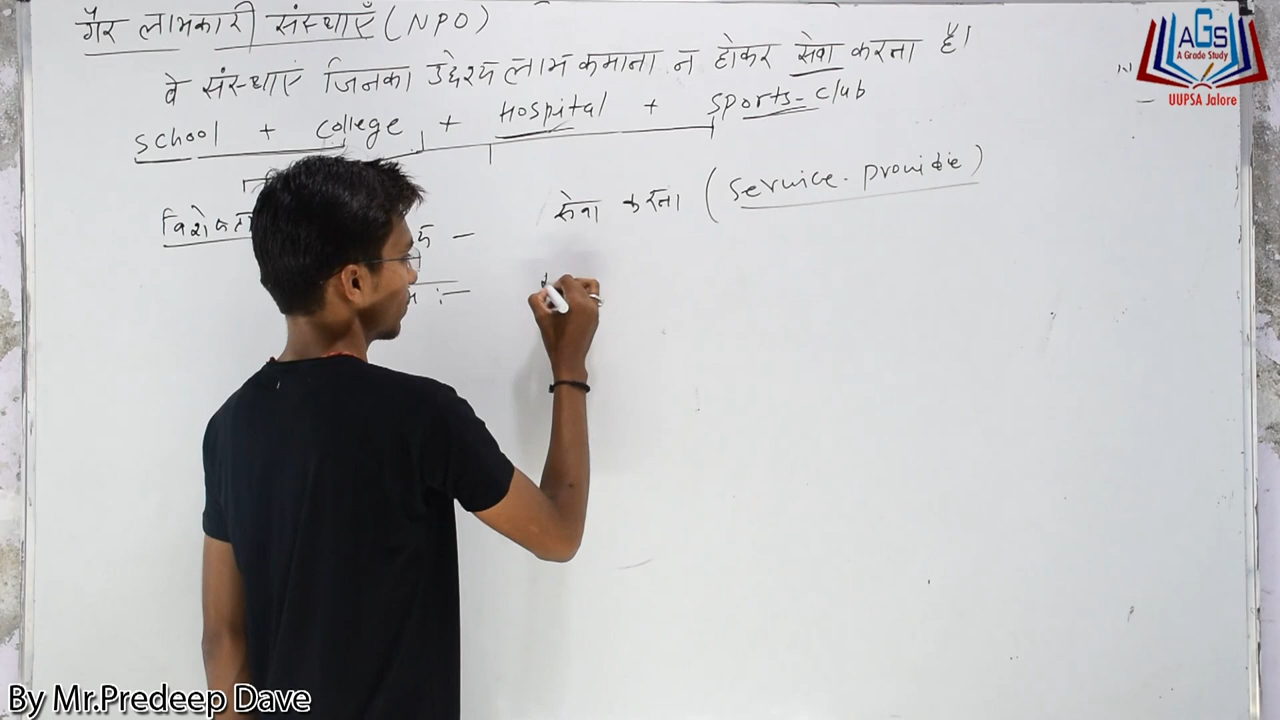 गैर लाभकारी संस्थाएँ (NPO)
वे संस्थाएं जिनका उद्देश्य लाभ कमाना न होकर सेवा करना है।
School + College + Hospital + Sports-Club
सेवा करना (Service. provide)
AGS
A Grade Study
UUPSA Jalore
By Mr.Predeep Dave